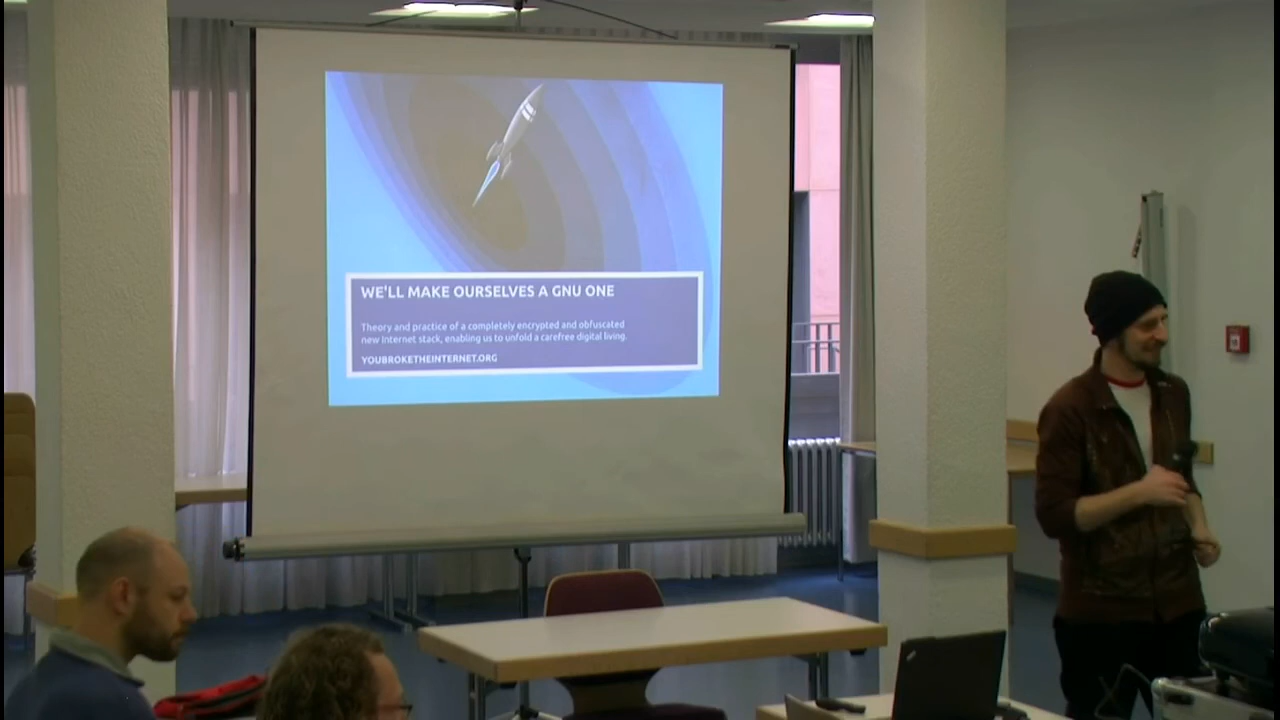 WE'LL MAKE OURSELVES A GNU ONE
Theory and practice of a completely encrypted and obfuscated
new Internet stack, enabling us to unfold a carefree digital living.
YOUBROKETHEINTERNET.ORG